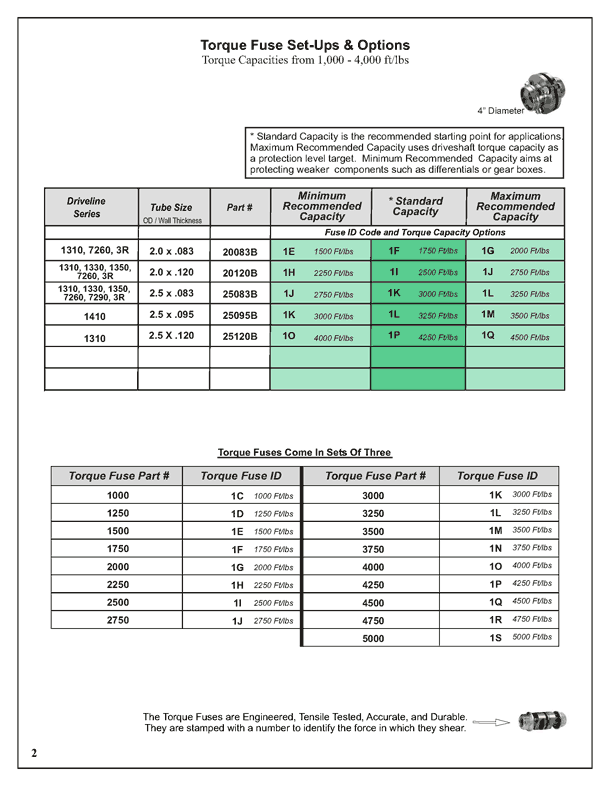 Torque Fuse Set-Ups & Options
Torque Capacities from 1,000 - 4,000 ft/lbs
4" Diameter
* Standard Capacity is the recommended starting point for applications.
Maximum Recommended Capacity uses driveshaft torque capacity as
a protection level target. Minimum Recommended Capacity aims at
protecting weaker components such as differentials or gear boxes.
Driveline Series Tube Size OD / Wall Thickness Part # Minimum Recommended Capacity * Standard Capacity Maximum Recommended Capacity
Fuse ID Code and Torque Capacity Options
1310, 7260, 3R 2.0 x .083 20083B 1E 1500 Ft/lbs 1F 1750 Ft/lbs 1G 2000 Ft/lbs
1310, 1330, 1350, 7260, 3R 2.0 x .120 20120B 1H 2250 Ft/lbs 1I 2500 Ft/lbs 1J 2750 Ft/lbs
1310, 1330, 1350, 7260, 7290, 3R 2.5 x .083 25083B 1J 2750 Ft/lbs 1K 3000 Ft/lbs 1L 3250 Ft/lbs
1410 2.5 x .095 25095B 1K 3000 Ft/lbs 1L 3250 Ft/lbs 1M 3500 Ft/lbs
1310 2.5 X .120 25120B 1O 4000 Ft/lbs 1P 4250 Ft/lbs 1Q 4500 Ft/lbs
Torque Fuses Come In Sets Of Three
Torque Fuse Part # Torque Fuse ID Torque Fuse Part # Torque Fuse ID
1000 1C 1000 Ft/lbs 3000 1K 3000 Ft/lbs
1250 1D 1250 Ft/lbs 3250 1L 3250 Ft/lbs
1500 1E 1500 Ft/lbs 3500 1M 3500 Ft/lbs
1750 1F 1750 Ft/lbs 3750 1N 3750 Ft/lbs
2000 1G 2000 Ft/lbs 4000 1O 4000 Ft/lbs
2250 1H 2250 Ft/lbs 4250 1P 4250 Ft/lbs
2500 1I 2500 Ft/lbs 4500 1Q 4500 Ft/lbs
2750 1J 2750 Ft/lbs 4750 1R 4750 Ft/lbs
5000 1S 5000 Ft/lbs
The Torque Fuses are Engineered, Tensile Tested, Accurate, and Durable.
They are stamped with a number to identify the force in which they shear.
2